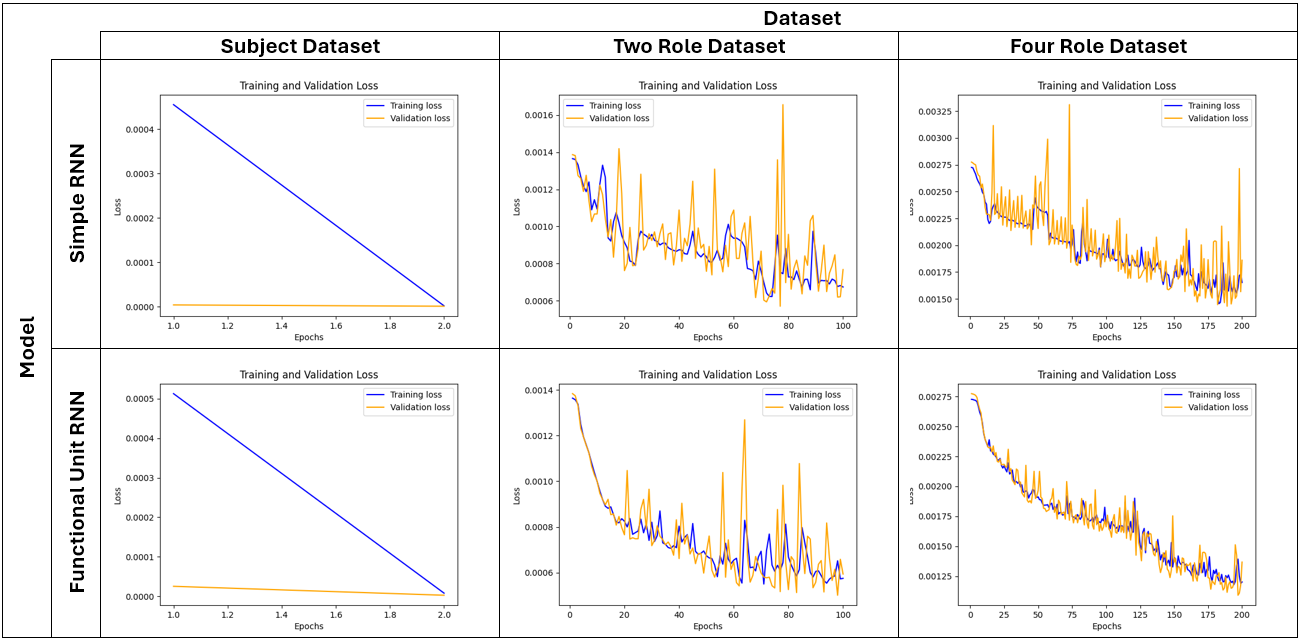 Dataset
Subject Dataset
Two Role Dataset
Four Role Dataset
Model
Simple RNN
Training and Validation Loss
Training loss
Validation loss
0.0004
0.0003
0.0002
0.0001
0.0000
Loss
1.0 1.2 1.4 1.6 1.8 2.0
Epochs
Training and Validation Loss
Training loss
Validation loss
0.0016
0.0014
0.0012
0.0010
0.0008
0.0006
Loss
0 20 40 60 80 100
Epochs
Training and Validation Loss
Training loss
Validation loss
0.00325
0.00300
0.00275
0.00250
0.00225
0.00200
0.00175
0.00150
Loss
0 25 50 75 100 125 150 175 200
Epochs
Functional Unit RNN
Training and Validation Loss
Training loss
Validation loss
0.0005
0.0004
0.0003
0.0002
0.0001
0.0000
Loss
1.0 1.2 1.4 1.6 1.8 2.0
Epochs
Training and Validation Loss
Training loss
Validation loss
0.0014
0.0012
0.0010
0.0008
0.0006
Loss
0 20 40 60 80 100
Epochs
Training and Validation Loss
Training loss
Validation loss
0.00275
0.00250
0.00225
0.00200
0.00175
0.00150
0.00125
Loss
0 25 50 75 100 125 150 175 200
Epochs